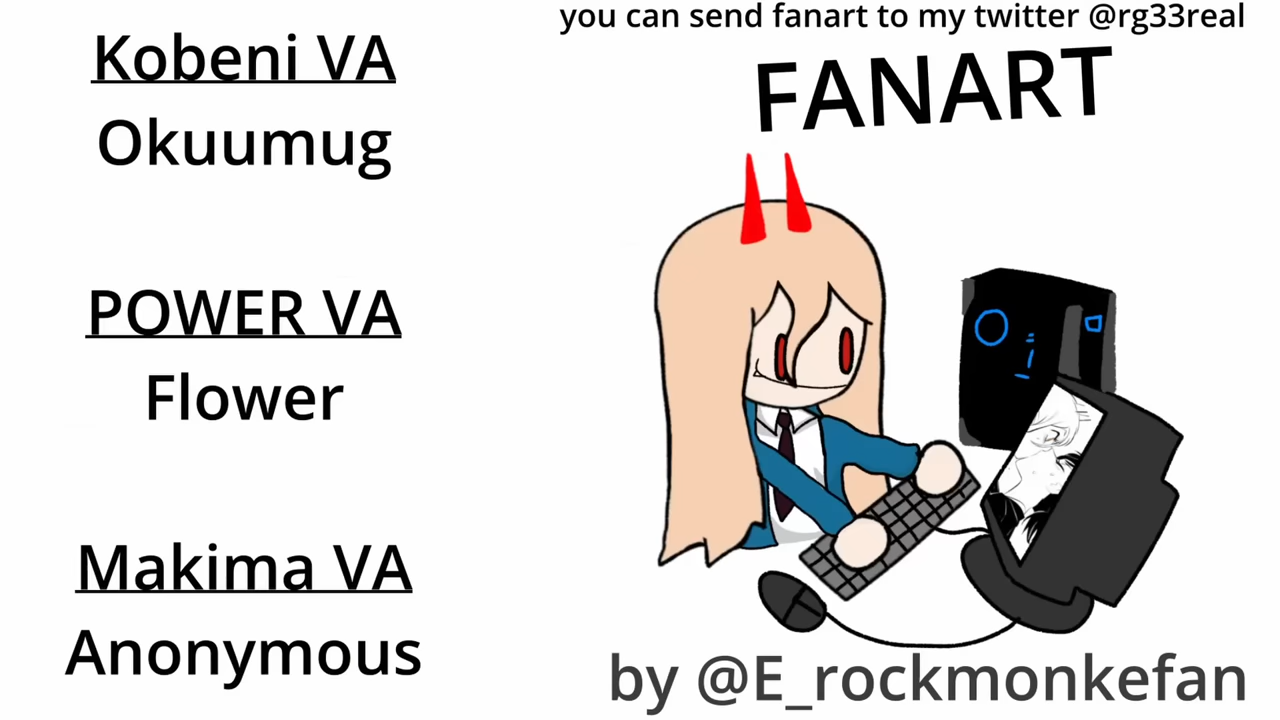 Kobeni VA
Okuumug
POWER VA
Flower
Makima VA
Anonymous
you can send fanart to my twitter @rg33real
FANART
by @E_rockmonkefan